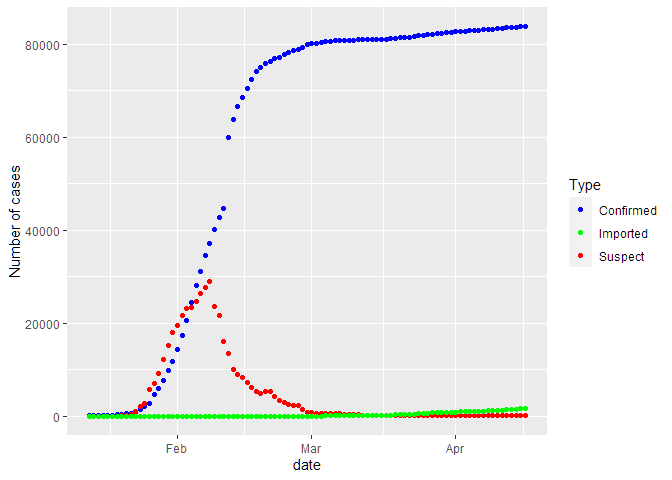 80000
60000
40000
20000
0
Number of cases
Feb
Mar
Apr
date
Type
Confirmed
Imported
Suspect